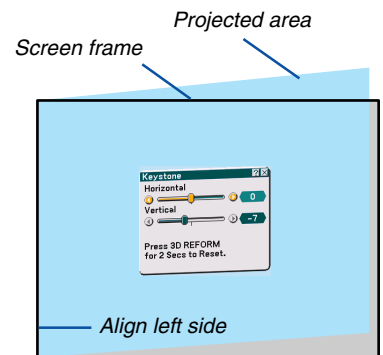 Projected area
Screen frame
Keystone
Horizontal
0
Vertical
-7
Press 3D REFORM
for 2 Secs to Reset.
Align left side